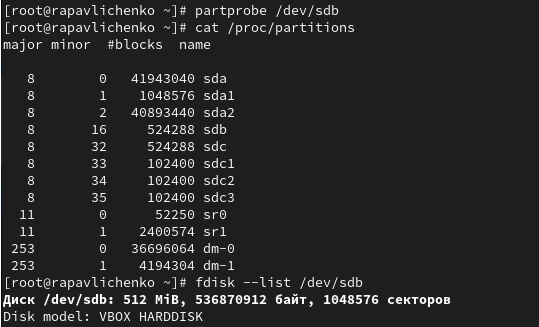 [root@rapavlichenko ~]# partprobe /dev/sdb
[root@rapavlichenko ~]# cat /proc/partitions
major minor  #blocks  name

   8        0   41943040 sda
   8        1    1048576 sda1
   8        2   40893440 sda2
   8       16     524288 sdb
   8       32     524288 sdc
   8       33     102400 sdc1
   8       34     102400 sdc2
   8       35     102400 sdc3
  11        0      52250 sr0
  11        1    2400574 sr1
 253        0   36696064 dm-0
 253        1    4194304 dm-1
[root@rapavlichenko ~]# fdisk --list /dev/sdb
Диск /dev/sdb: 512 MiB, 536870912 байт, 1048576 секторов
Disk model: VBOX HARDDISK